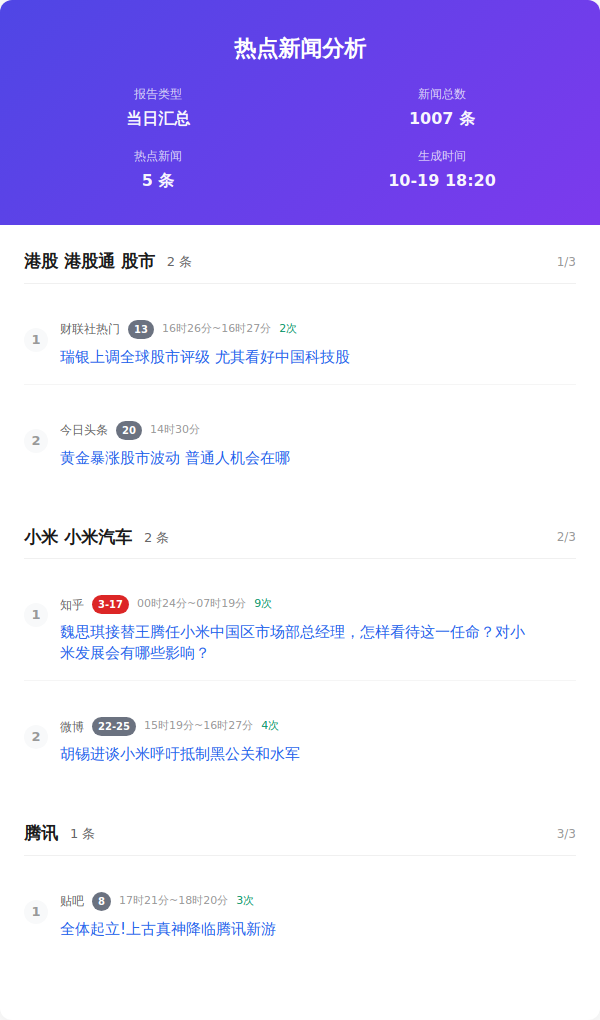 热点新闻分析
报告类型
新闻总数
当日汇总
1007 条
热点新闻
生成时间
5 条
10-19 18:20
港股 港股通 股市 2 条 1/3
1
财联社热门 13 16时26分~16时27分 2次
瑞银上调全球股市评级 尤其看好中国科技股
2
今日头条 20 14时30分
黄金暴涨股市波动 普通人机会在哪
小米 小米汽车 2 条 2/3
1
知乎 3-17 00时24分~07时19分 9次
魏思琪接替王腾任小米中国区市场部总经理，怎样看待这一任命？对小
米发展会有哪些影响？
2
微博 22-25 15时19分~16时27分 4次
胡锡进谈小米呼吁抵制黑公关和水军
腾讯 1 条 3/3
1
贴吧 8 17时21分~18时20分 3次
全体起立!上古真神降临腾讯新游